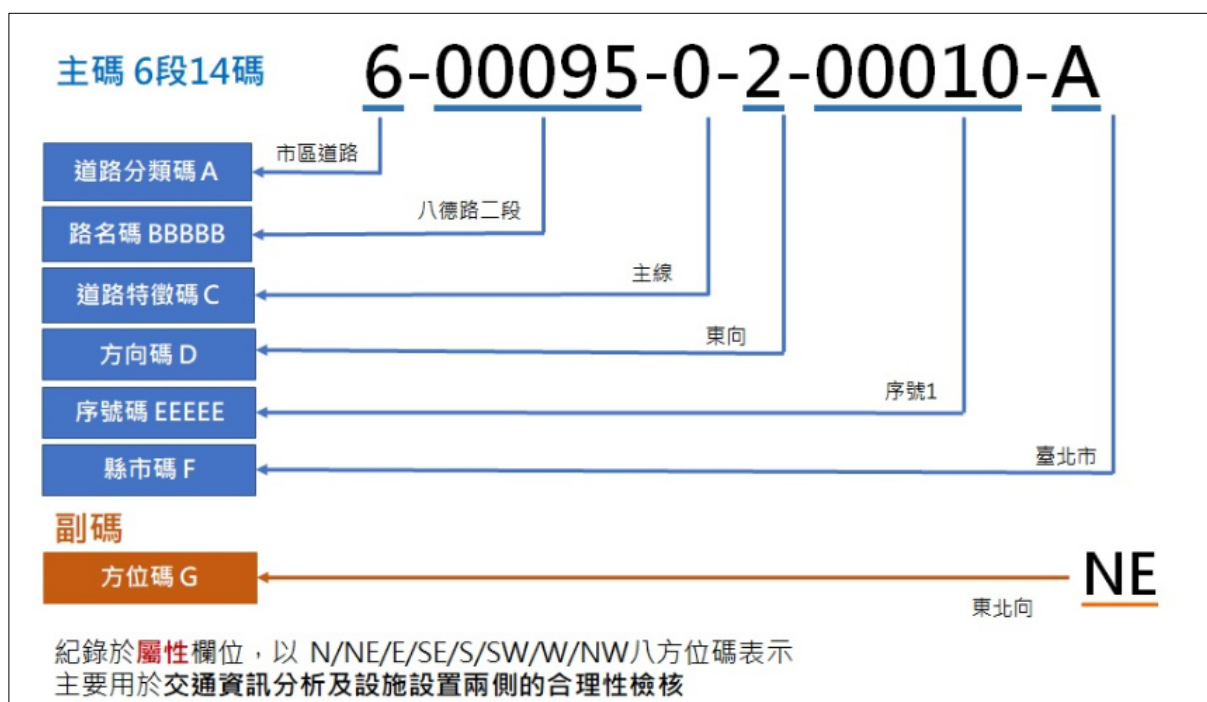 主碼 6段14碼
6-00095-0-2-00010-A
道路分類碼 A
市區道路
路名碼 BBBBB
八德路二段
道路特徵碼 C
主線
方向碼 D
東向
序號碼 EEEEE
序號1
縣市碼 F
臺北市
副碼
方位碼 G
東北向
NE
紀錄於屬性欄位，以 N/NE/E/SE/S/SW/W/NW八方位碼表示
主要用於交通資訊分析及設施設置兩側的合理性檢核